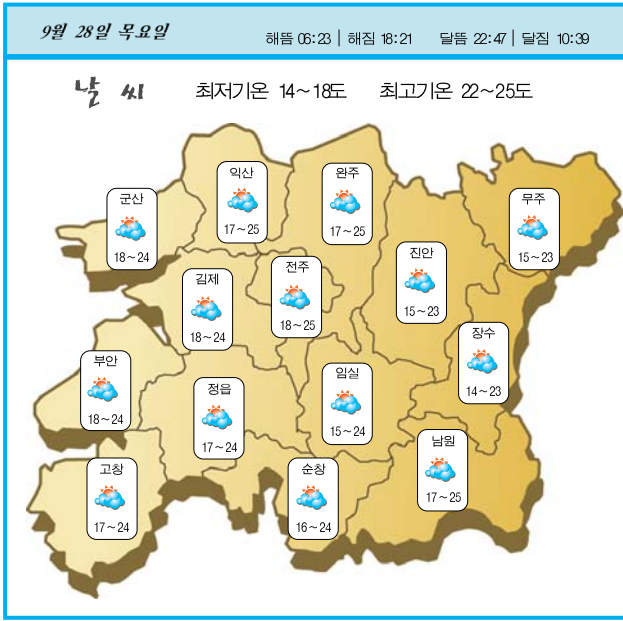 9월 28일 목요일
해뜸 06:23 | 해짐 18:21 달뜸 22:47 | 달짐 10:39
날 씨 최저기온 14~18도 최고기온 22~25도
익산
17~25
완주
17~25
군산
18~24
무주
15~23
진안
15~23
전주
18~25
김제
18~24
장수
14~23
부안
18~24
임실
15~24
정읍
17~24
남원
17~25
고창
17~24
순창
16~24